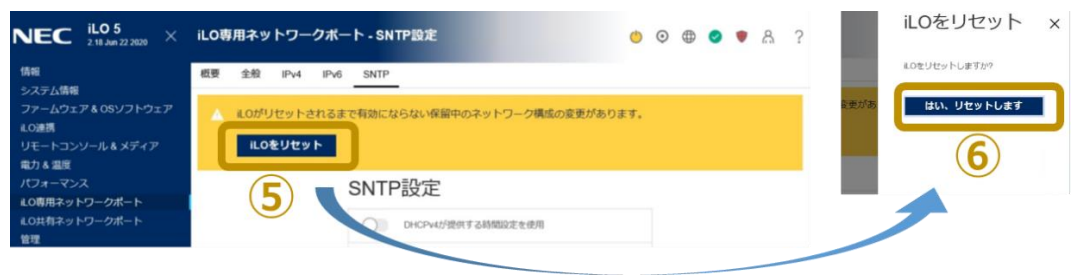 NEC iLO 5
2.18 Jun 22 2020
×
iLO専用ネットワークポート - SNTP設定
?
情報
システム情報
ファームウェア & OSソフトウェア
iLO連携
リモートコンソール & メディア
電力 & 温度
パフォーマンス
iLO専用ネットワークポート
iLO共有ネットワークポート
管理
概要 全般 IPv4 IPv6 SNTP
iLOがリセットされるまで有効にならない保留中のネットワーク構成の変更があります。
iLOをリセット
⑤
SNTP設定
DHCPv4が提供する時間設定を使用
変更があ
iLOをリセット ×
iLOをリセットしますか?
はい、リセットします
⑥